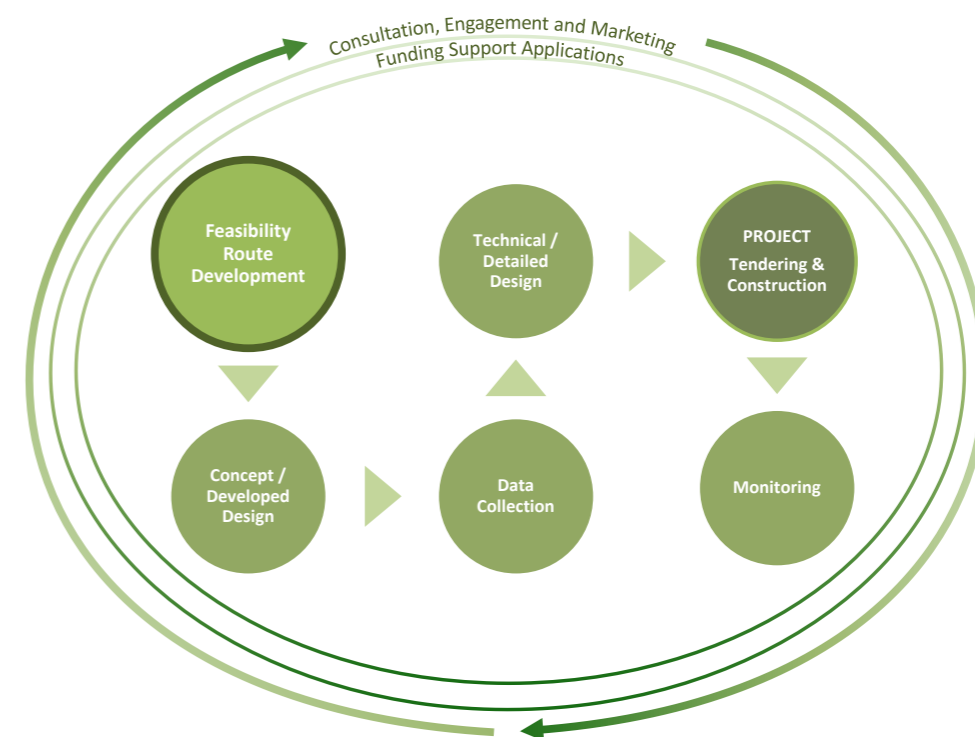 Consultation, Engagement and Marketing
Funding Support Applications
Feasibility
Route
Development
Concept /
Developed
Design
Data
Collection
Technical /
Detailed
Design
PROJECT
Tendering &
Construction
Monitoring